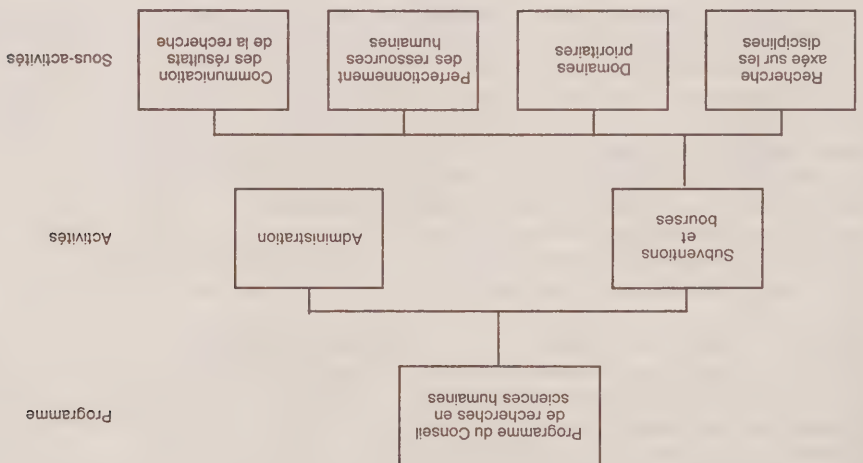 Programme du Conseil
de recherches en
sciences humaines
Programme
Subventions
et
bourses
Administration
Activités
Recherche
axée sur les
disciplines
Domaines
prioritaires
Perfectionnement
des ressources
humaines
Communication
des résultats
de la recherche
Sous-activités